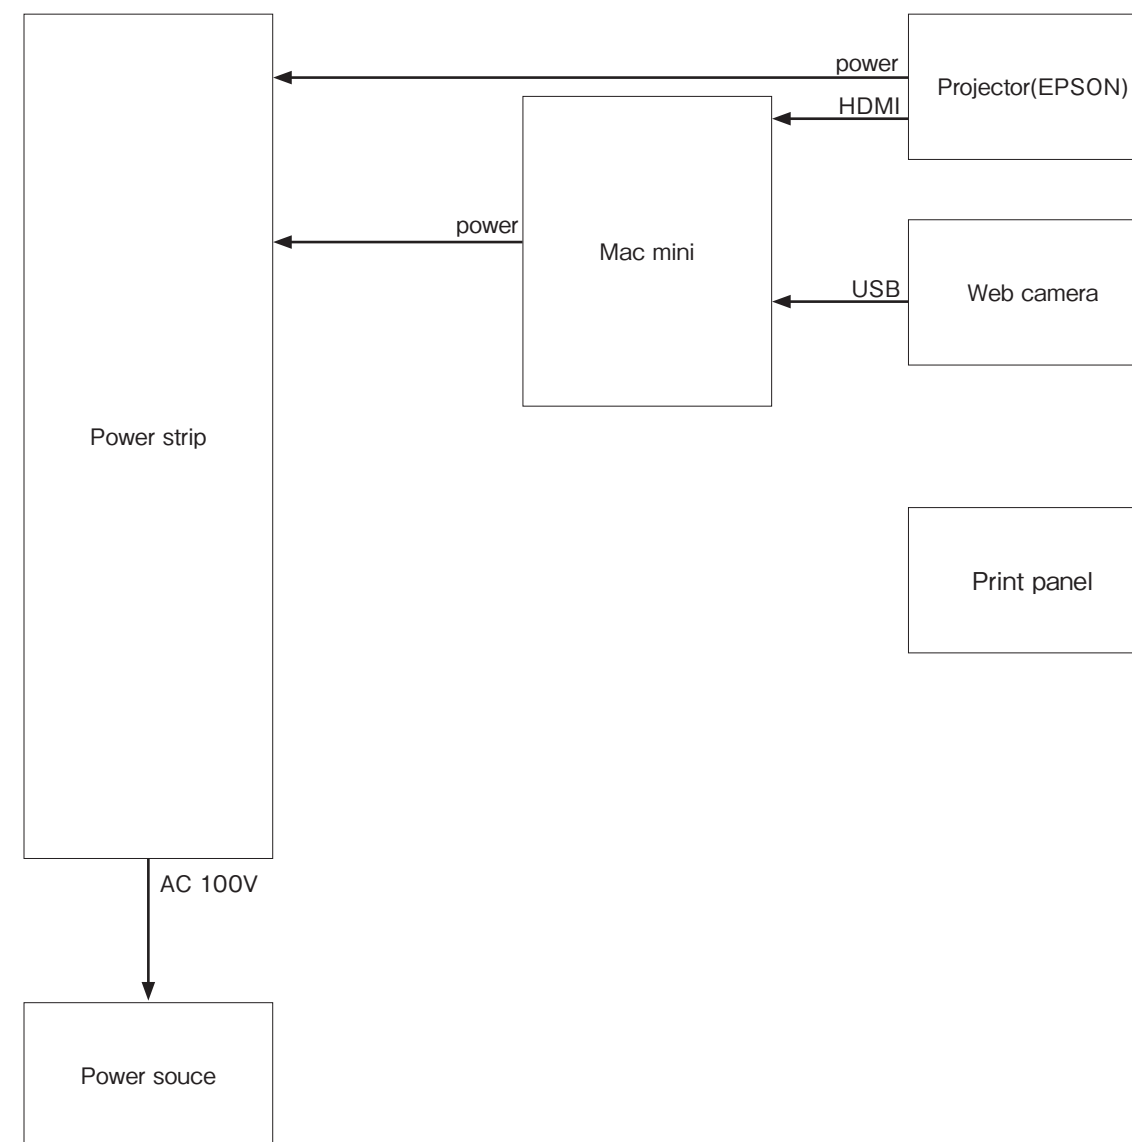 power
Projector(EPSON)
HDMI
power
Mac mini
USB
Web camera
Power strip
Print panel
AC 100V
Power souce